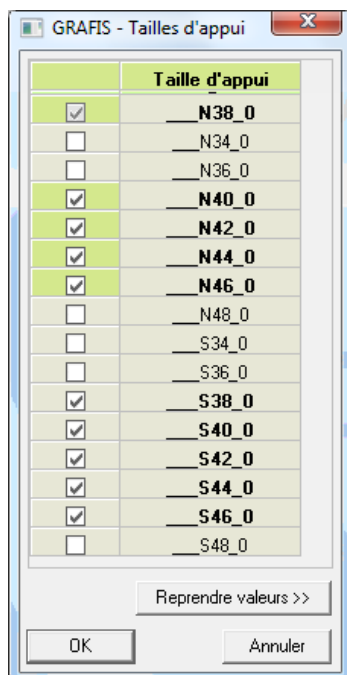 GRAFIS - Tailles d'appui
Taille d'appui
___N38_0
___N34_0
___N36_0
___N40_0
___N42_0
___N44_0
___N46_0
___N48_0
___S34_0
___S36_0
___S38_0
___S40_0
___S42_0
___S44_0
___S46_0
___S48_0
Reprendre valeurs >>
OK Annuler